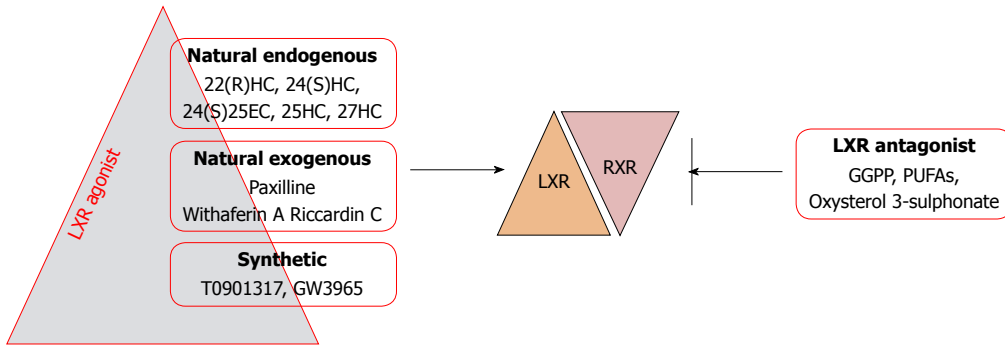 LXR agonist
Natural endogenous
22(R)HC, 24(S)HC,
24(S)25EC, 25HC, 27HC
Natural exogenous
Paxilline
Withaferin A Riccardin C
Synthetic
T0901317, GW3965
LXR
RXR
LXR antagonist
GGPP, PUFAs,
Oxysterol 3-sulphonate